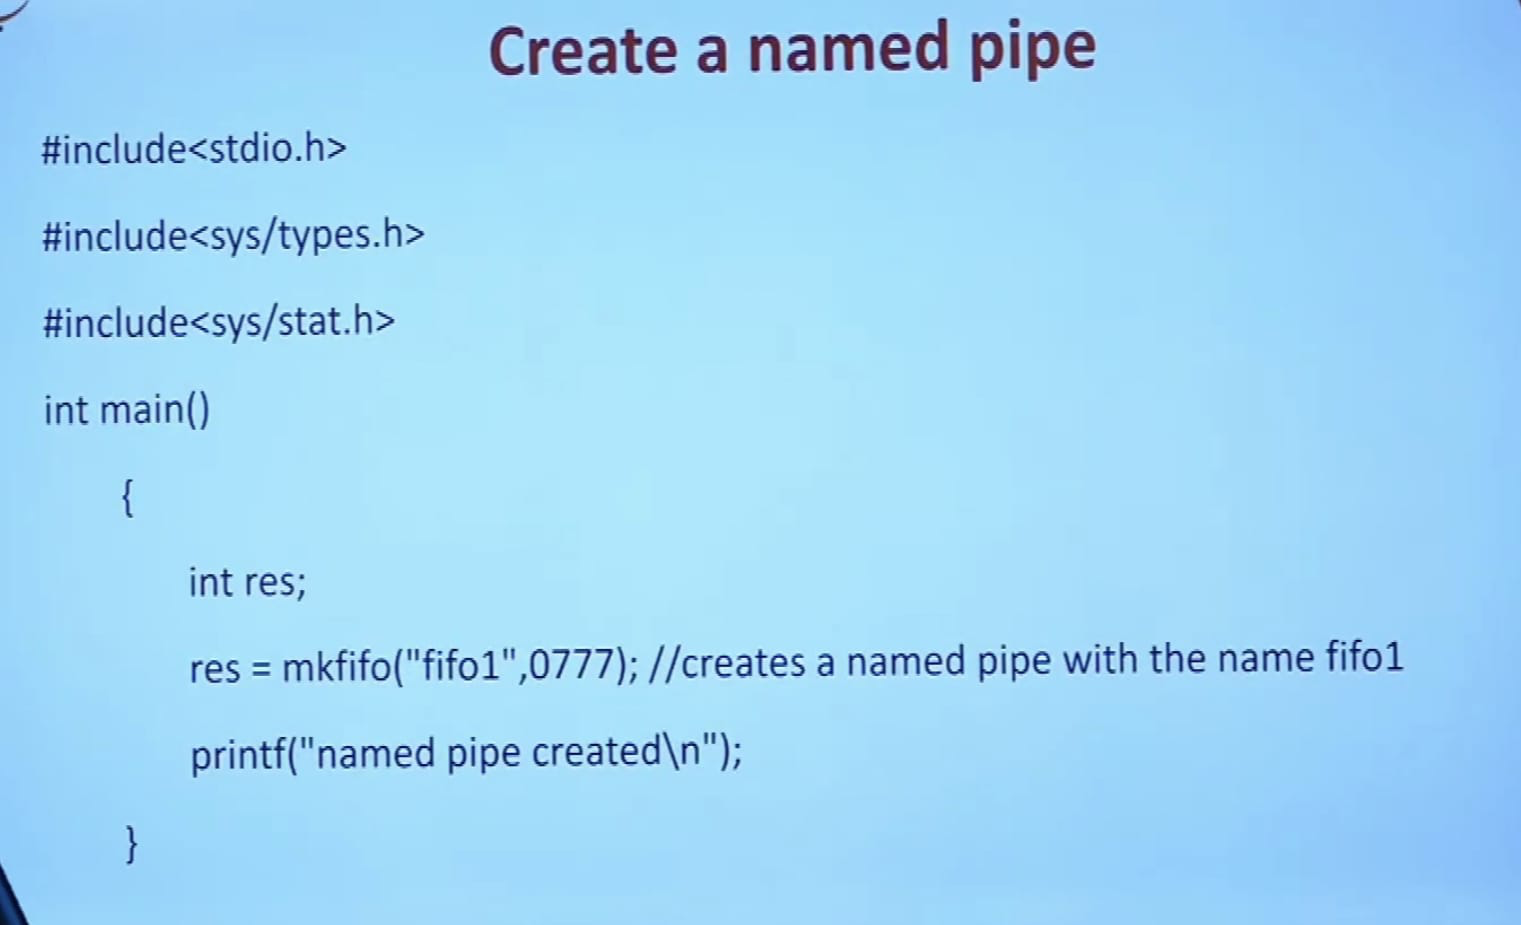 Create a named pipe
#include<stdio.h>
#include<sys/types.h>
#include<sys/stat.h>
int main()
{
int res;
res = mkfifo("fifo1",0777); //creates a named pipe with the name fifo1
printf("named pipe created\n");
}